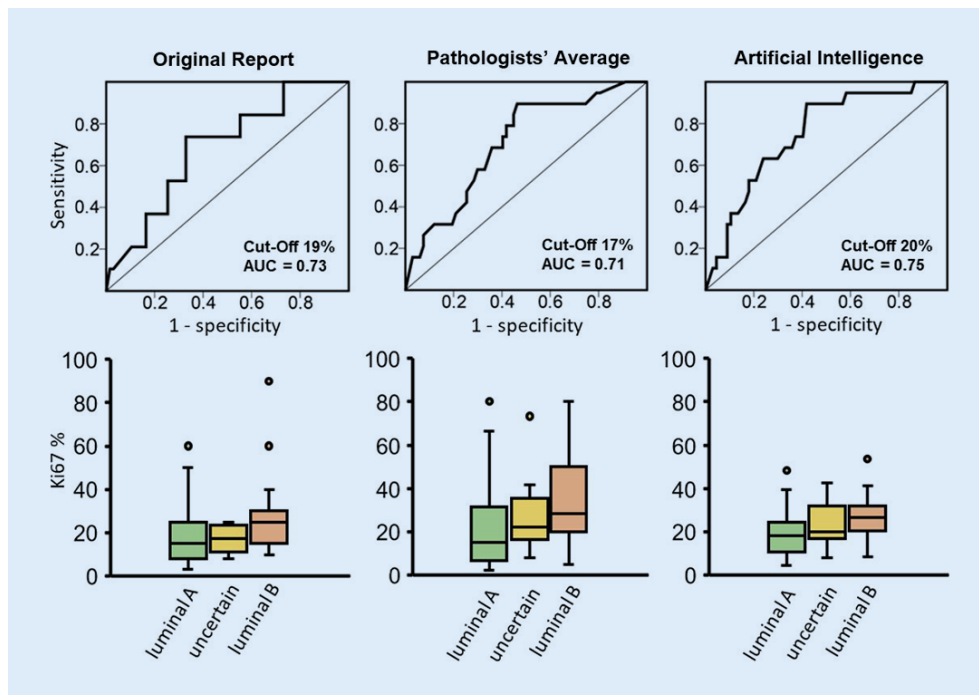 Original Report
Pathologists' Average
Artificial Intelligence
Sensitivity
0.8
0.6
0.4
0.2
Cut-Off 19%
AUC = 0.73
0.2 0.4 0.6 0.8
1 - specificity
0.8
0.6
0.4
0.2
Cut-Off 17%
AUC = 0.71
0.2 0.4 0.6 0.8
1 - specificity
0.8
0.6
0.4
0.2
Cut-Off 20%
AUC = 0.75
0.2 0.4 0.6 0.8
1 - specificity
Ki67 %
100
80
60
40
20
0
luminal A
uncertain
luminal B
100
80
60
40
20
0
luminal A
uncertain
luminal B
100
80
60
40
20
0
luminal A
uncertain
luminal B